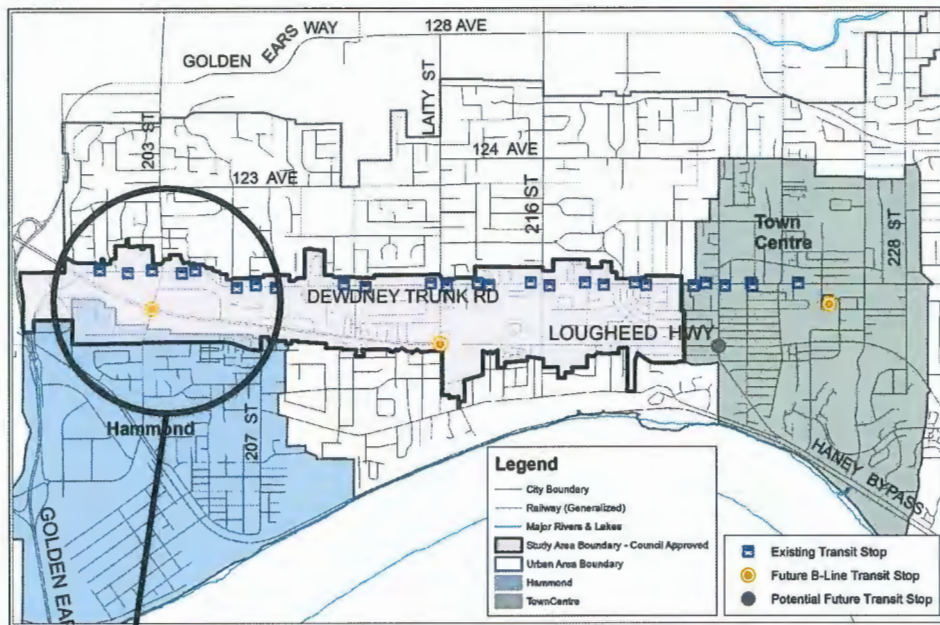 128 AVE
GOLDEN EARS WAY
LAITY ST
203 ST
124 AVE
123 AVE
216 ST
Town
Centre
228 ST
DEWDNEY TRUNK RD
LOUGHEED HWY
Hammond
207 ST
HANEY BYPASS
GOLDEN EAR
Legend
City Boundary
Railway (Generalized)
Major Rivers & Lakes
Study Area Boundary - Council Approved
Urban Area Boundary
Hammond
TownCentre
Existing Transit Stop
Future B-Line Transit Stop
Potential Future Transit Stop